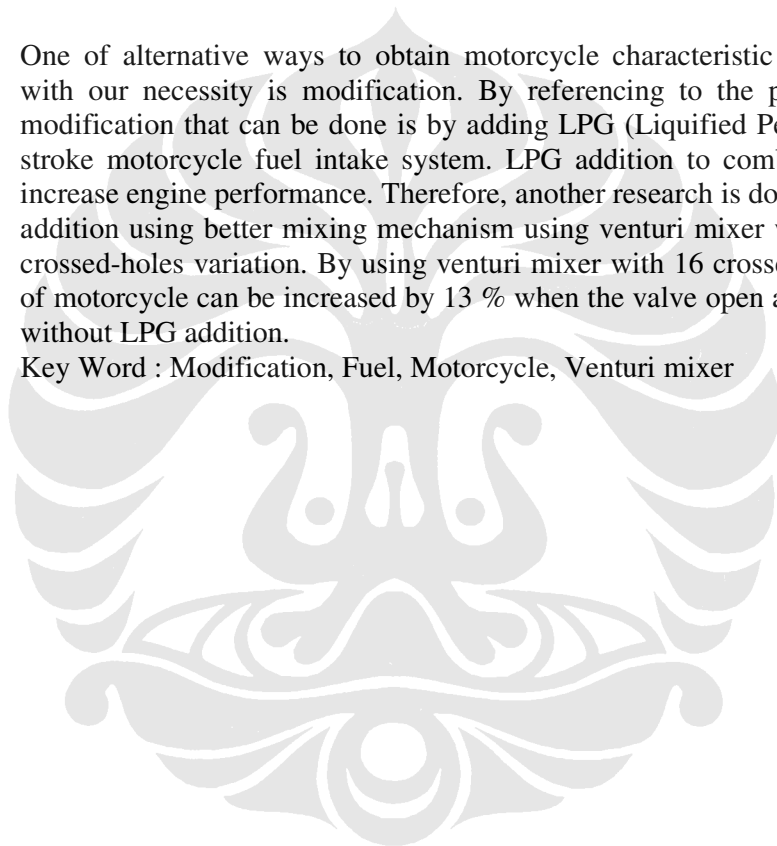 One of alternative ways to obtain motorcycle characteristic
with our necessity is modification. By referencing to the
modification that can be done is by adding LPG (Liquified
stroke motorcycle fuel intake system. LPG addition to
increase engine performance. Therefore, another research is
addition using better mixing mechanism using venturi mixer
crossed-holes variation. By using venturi mixer with 16
of motorcycle can be increased by 13 % when the valve open
without LPG addition.
Key Word : Modification, Fuel, Motorcycle, Venturi mixer